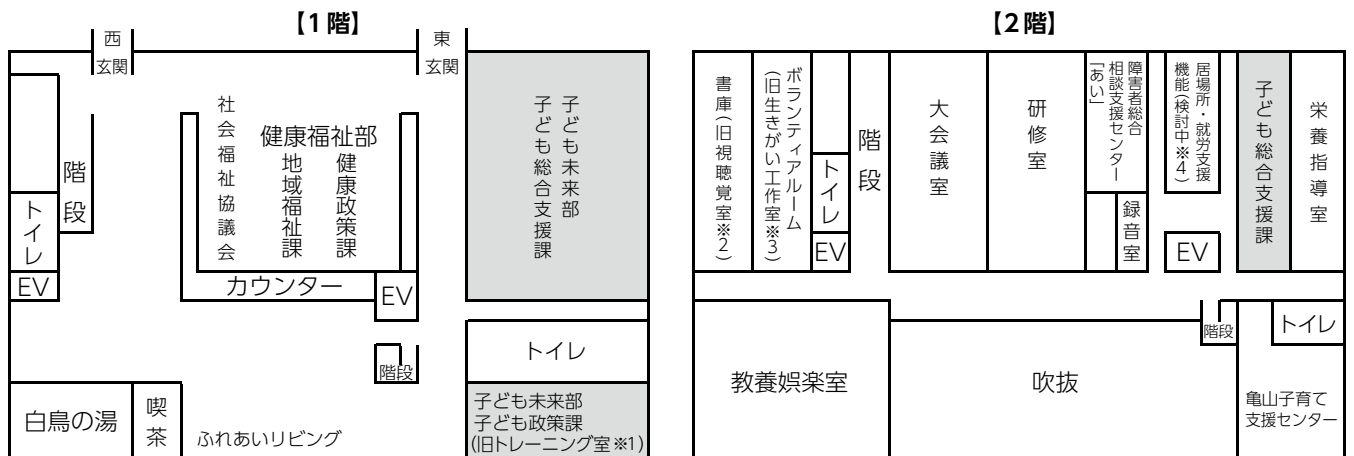 【1階】
西
玄関
東
玄関
階段
トイレ
EV
社会福祉協議会
健康福祉部
地域福祉課
健康政策課
カウンター
EV
階段
子ども未来部
子ども総合支援課
トイレ
子ども未来部
子ども政策課
(旧トレーニング室※1)
白鳥の湯
喫茶
ふれあいリビング
【2階】
書庫(旧視聴覚室※2)
ボランティアルーム
(旧生きがい工作室※3)
トイレ
EV
階段
大会議室
研修室
障害者総合
相談支援センター
「あい」
録音室
居場所・就労支援
機能(検討中※4)
EV
子ども総合支援課
栄養指導室
教養娯楽室
吹抜
階段
トイレ
亀山子育て
支援センター